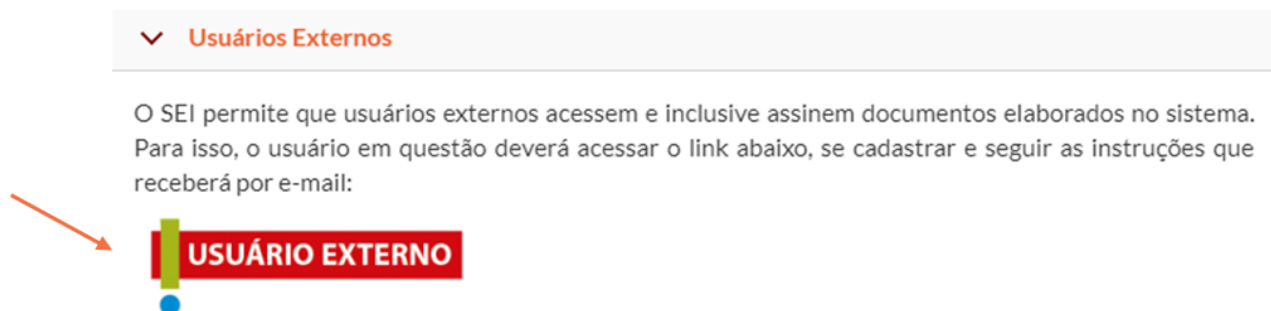 Usuários Externos
O SEI permite que usuários externos acessem e inclusive assinem documentos elaborados no sistema.
Para isso, o usuário em questão deverá acessar o link abaixo, se cadastrar e seguir as instruções que
receberá por e-mail:
USUÁRIO EXTERNO